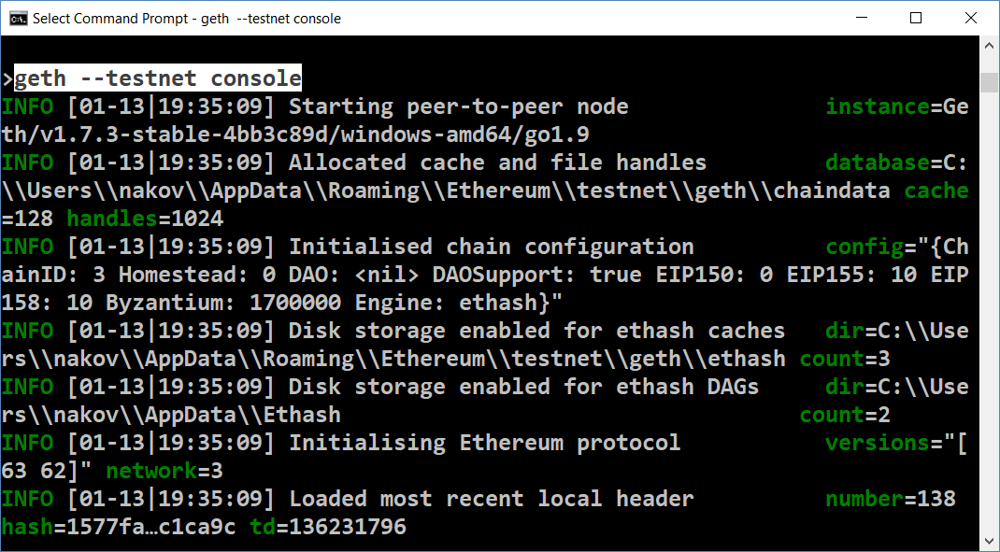 Select Command Prompt - geth  --testnet console
>geth --testnet console
INFO [01-13|19:35:09] Starting peer-to-peer node               instance=Ge
th/v1.7.3-stable-4bb3c89d/windows-amd64/go1.9
INFO [01-13|19:35:09] Allocated cache and file handles         database=C:
\\Users\\nakov\\AppData\\Roaming\\Ethereum\\testnet\\geth\\chaindata cache
=128 handles=1024
INFO [01-13|19:35:09] Initialised chain configuration          config="{Ch
ainID: 3 Homestead: 0 DAO: <nil> DAOSupport: true EIP150: 0 EIP155: 10 EIP
158: 10 Byzantium: 1700000 Engine: ethash}"
INFO [01-13|19:35:09] Disk storage enabled for ethash caches   dir=C:\\Use
rs\\nakov\\AppData\\Roaming\\Ethereum\\testnet\\geth\\ethash count=3
INFO [01-13|19:35:09] Disk storage enabled for ethash DAGs     dir=C:\\Use
rs\\nakov\\AppData\\Ethash                                   count=2
INFO [01-13|19:35:09] Initialising Ethereum protocol           versions="[
63 62]" network=3
INFO [01-13|19:35:09] Loaded most recent local header          number=138
hash=1577fa…c1ca9c td=136231796